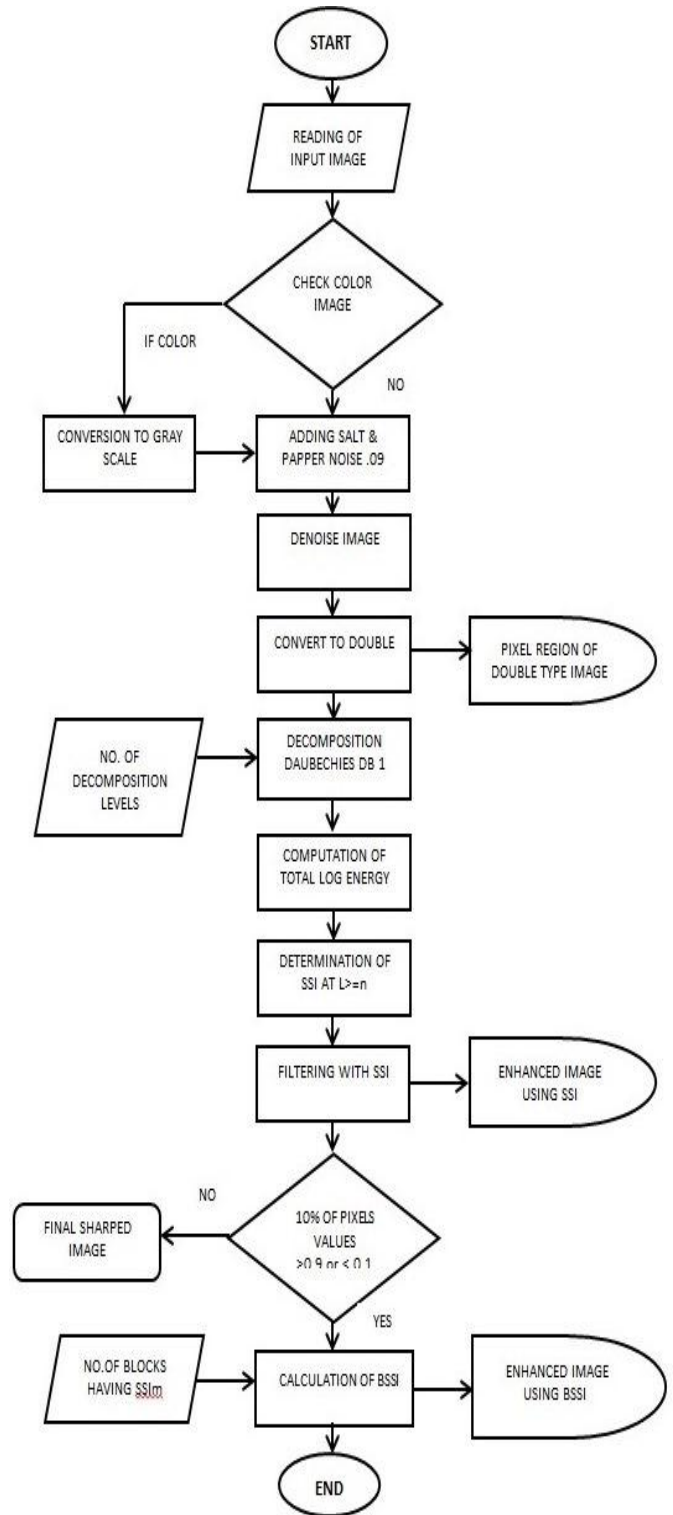 START
READING OF
INPUT IMAGE
CHECK COLOR
IMAGE
IF COLOR
NO
CONVERSION TO GRAY
SCALE
ADDING SALT &
PAPPER NOISE .09
DENOISE IMAGE
CONVERT TO DOUBLE
PIXEL REGION OF
DOUBLE TYPE IMAGE
NO. OF
DECOMPOSITION
LEVELS
DECOMPOSITION
DAUBECHIES DB 1
COMPUTATION OF
TOTAL LOG ENERGY
DETERMINATION OF
SSI AT L>=n
FILTERING WITH SSI
ENHANCED IMAGE
USING SSI
NO
FINAL SHARPED
IMAGE
10% OF PIXELS
VALUES
>0.9 or < 0.1
YES
NO.OF BLOCKS
HAVING SSIm
CALCULATION OF BSSI
ENHANCED IMAGE
USING BSSI
END